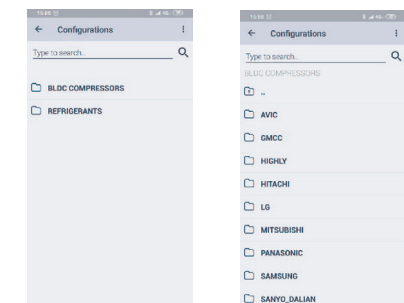 Configurations
Type to search..
BLDC COMPRESSORS
REFRIGERANTS
Configurations
Type to search..
BLDC COMPRESSORS
..
AVIC
GMCC
HIGHLY
HITACHI
LG
MITSUBISHI
PANASONIC
SAMSUNG
SANYO_DALIAN